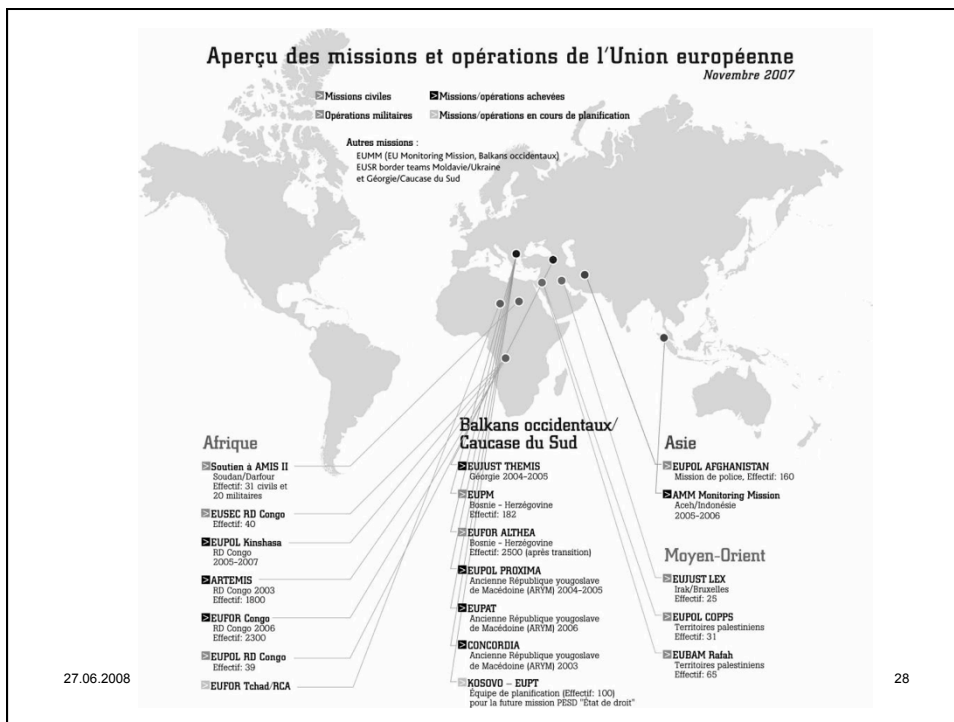 Aperçu des missions et opérations de l'Union européenne
Novembre 2007
Missions civiles
Missions/opérations achevées
Opérations militaires
Missions/opérations en cours de planification
Autres missions :
EUMM (EU Monitoring Mission, Balkans occidentaux)
EUSR border teams Moldavie/Ukraine
et Géorgie/Caucase du Sud
Afrique
Soutien à AMIS II
Soudan/Darfour
Effectif: 31 civils et
20 militaires
EUSEC RD Congo
Effectif: 40
EUPOL Kinshasa
RD Congo
2005-2007
ARTEMIS
RD Congo 2003
Effectif: 1800
EUFOR Congo
RD Congo 2006
Effectif: 2300
EUPOL RD Congo
Effectif: 39
EUFOR Tchad/RCA
Balkans occidentaux/
Caucase du Sud
EUJUST THEMIS
Géorgie 2004-2005
EUPM
Bosnie - Herzégovine
Effectif: 182
EUFOR ALTHEA
Bosnie - Herzégovine
Effectif: 2500 (après transition)
EUPOL PROXIMA
Ancienne République yougoslave
de Macédoine (ARYM) 2004-2005
EUPAT
Ancienne République yougoslave
de Macédoine (ARYM) 2006
CONCORDIA
Ancienne République yougoslave
de Macédoine (ARYM) 2003
KOSOVO - EUPT
Équipe de planification (Effectif: 100)
pour la future mission PESD "État de droit"
Asie
EUPOL AFGHANISTAN
Mission de police, Effectif: 160
AMM Monitoring Mission
Aceh/Indonésie
2005-2006
Moyen-Orient
EUJUST LEX
Irak/Bruxelles
Effectif: 25
EUPOL COPPS
Territoires palestiniens
Effectif: 31
EUBAM Rafah
Territoires palestiniens
Effectif: 65
27.06.2008
28